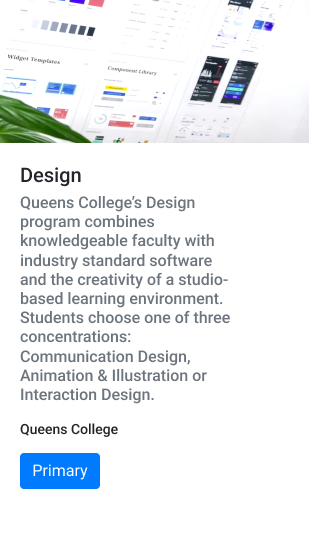 Widget Templates
Component Library
Design
Queens College’s Design
program combines
knowledgeable faculty with
industry standard software
and the creativity of a studio-
based learning environment.
Students choose one of three
concentrations:
Communication Design,
Animation & Illustration or
Interaction Design.
Queens College
Primary